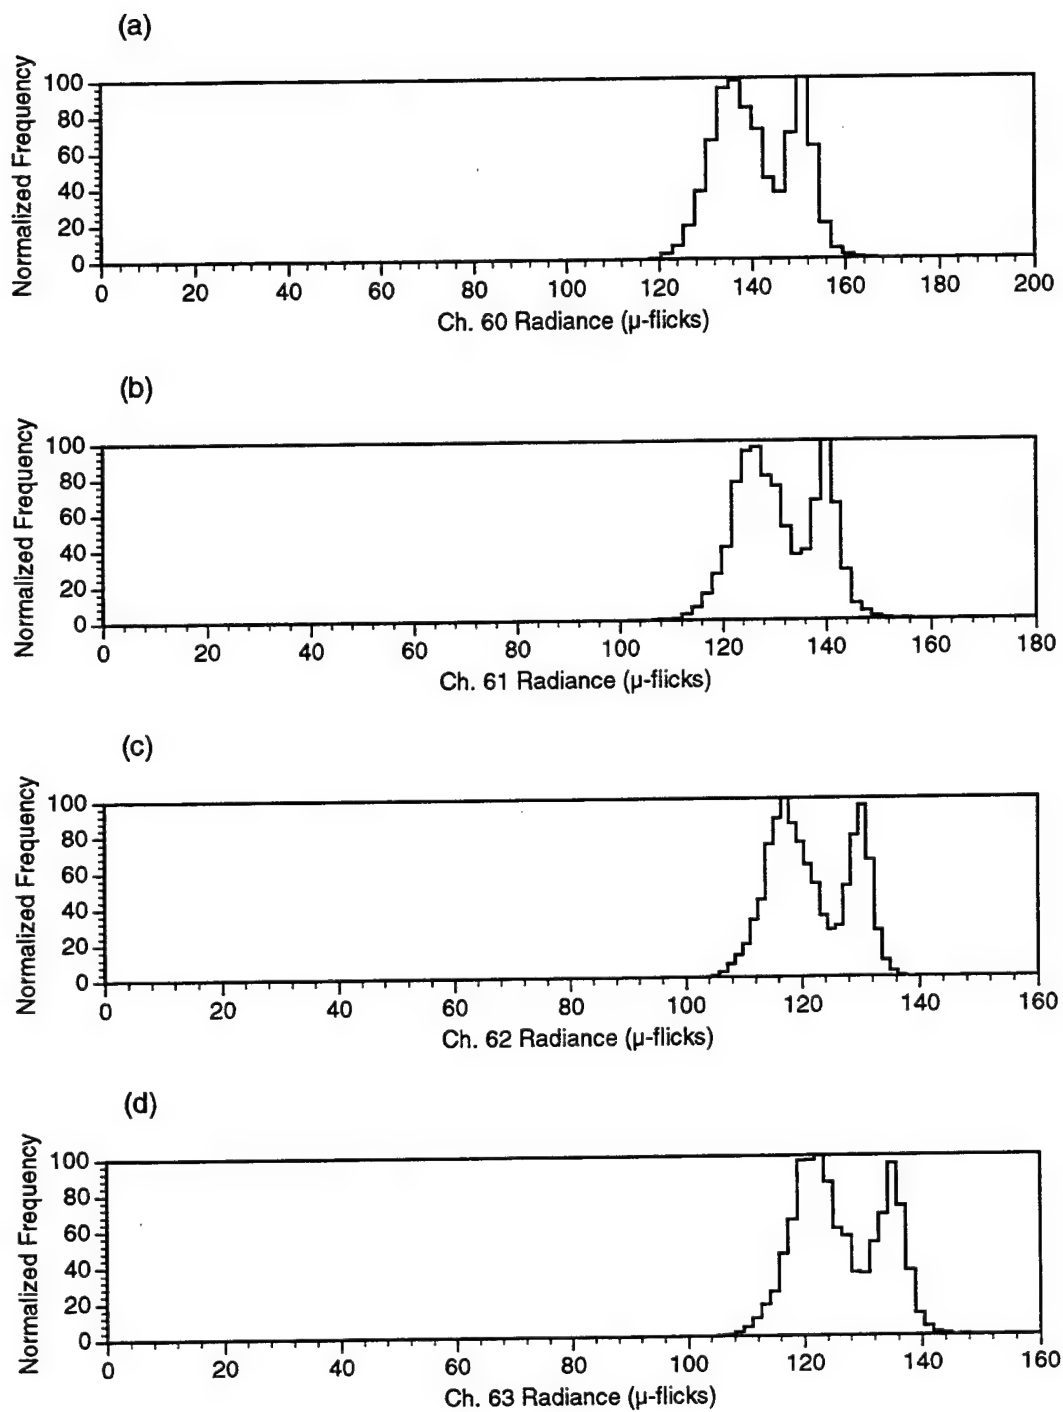 (a)
Normalized Frequency
100
80
60
40
20
0
0 20 40 60 80 100 120 140 160 180 200
Ch. 60 Radiance (µ-flicks)
(b)
Normalized Frequency
100
80
60
40
20
0
0 20 40 60 80 100 120 140 160 180
Ch. 61 Radiance (µ-flicks)
(c)
Normalized Frequency
100
80
60
40
20
0
0 20 40 60 80 100 120 140 160
Ch. 62 Radiance (µ-flicks)
(d)
Normalized Frequency
100
80
60
40
20
0
0 20 40 60 80 100 120 140 160
Ch. 63 Radiance (µ-flicks)